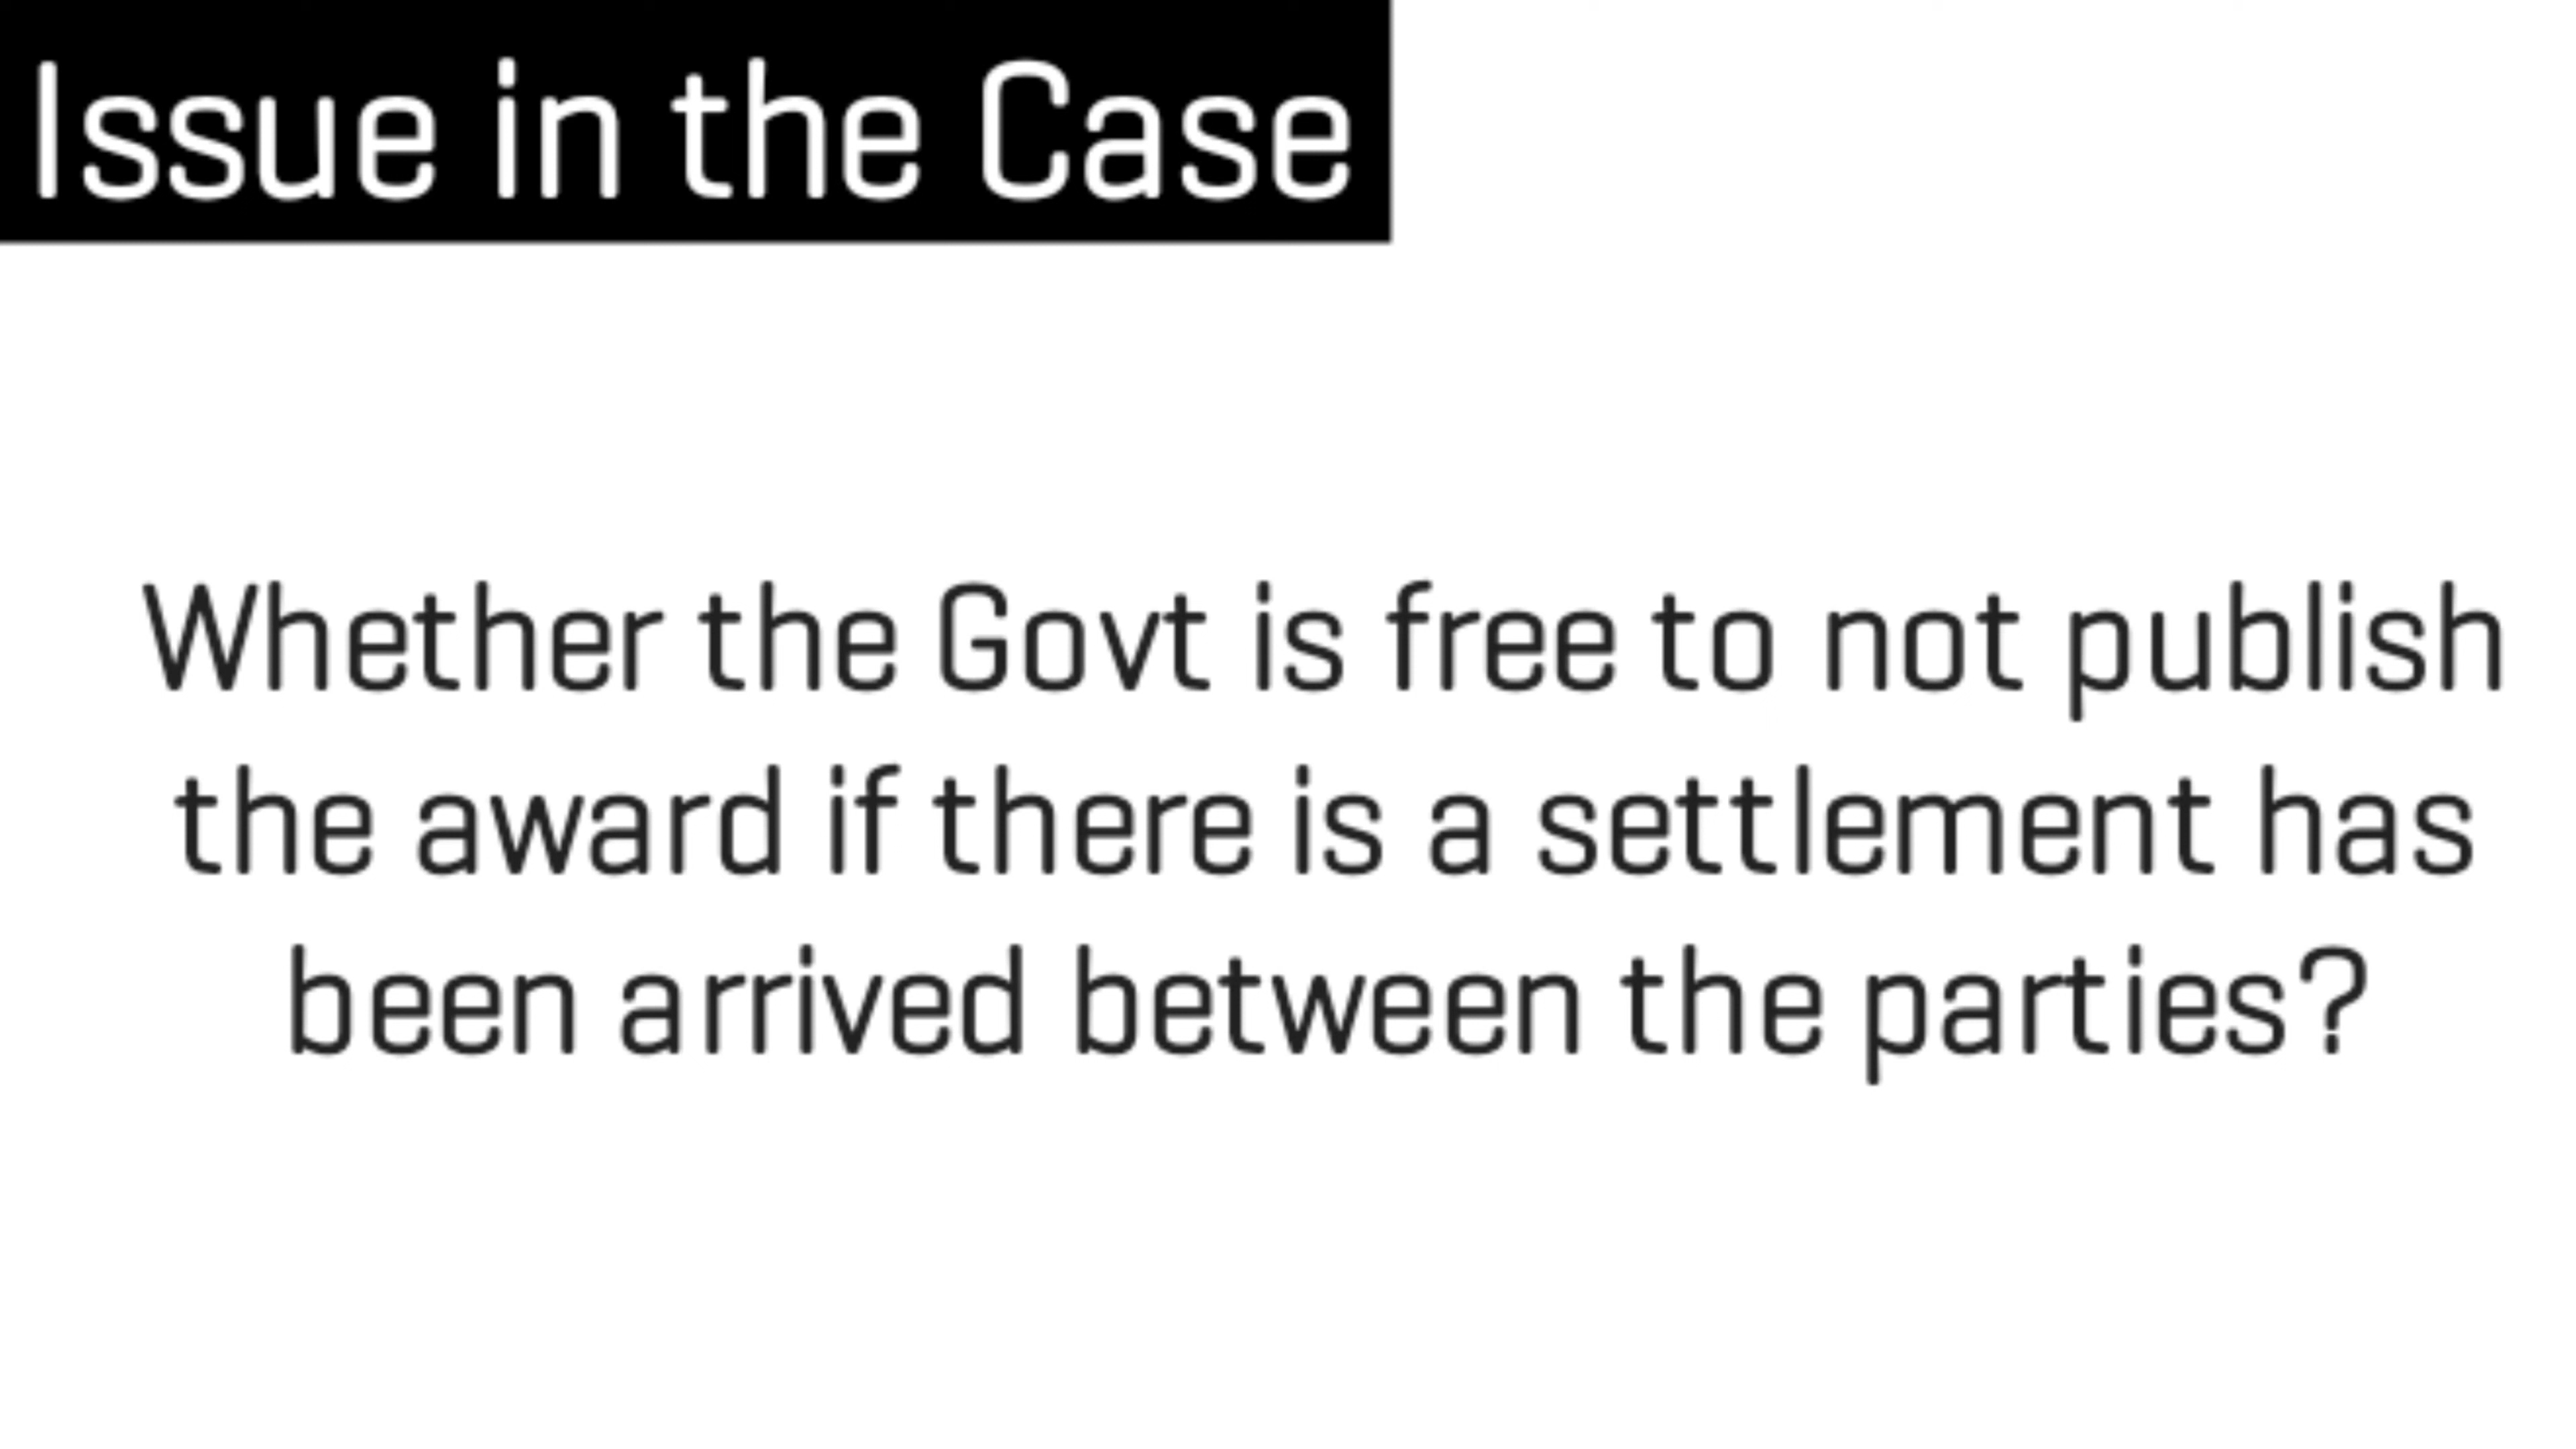 Issue in the Case
Whether the Govt is free to not publish
the award if there is a settlement has
been arrived between the parties?